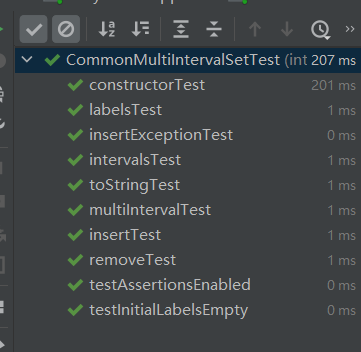 CommonMultiIntervalSetTest (int 207 ms
constructorTest 201 ms
labelsTest 1 ms
insertExceptionTest 0 ms
intervalsTest 1 ms
toStringTest 1 ms
multiIntervalTest 1 ms
insertTest 1 ms
removeTest 1 ms
testAssertionsEnabled 0 ms
testInitialLabelsEmpty 0 ms